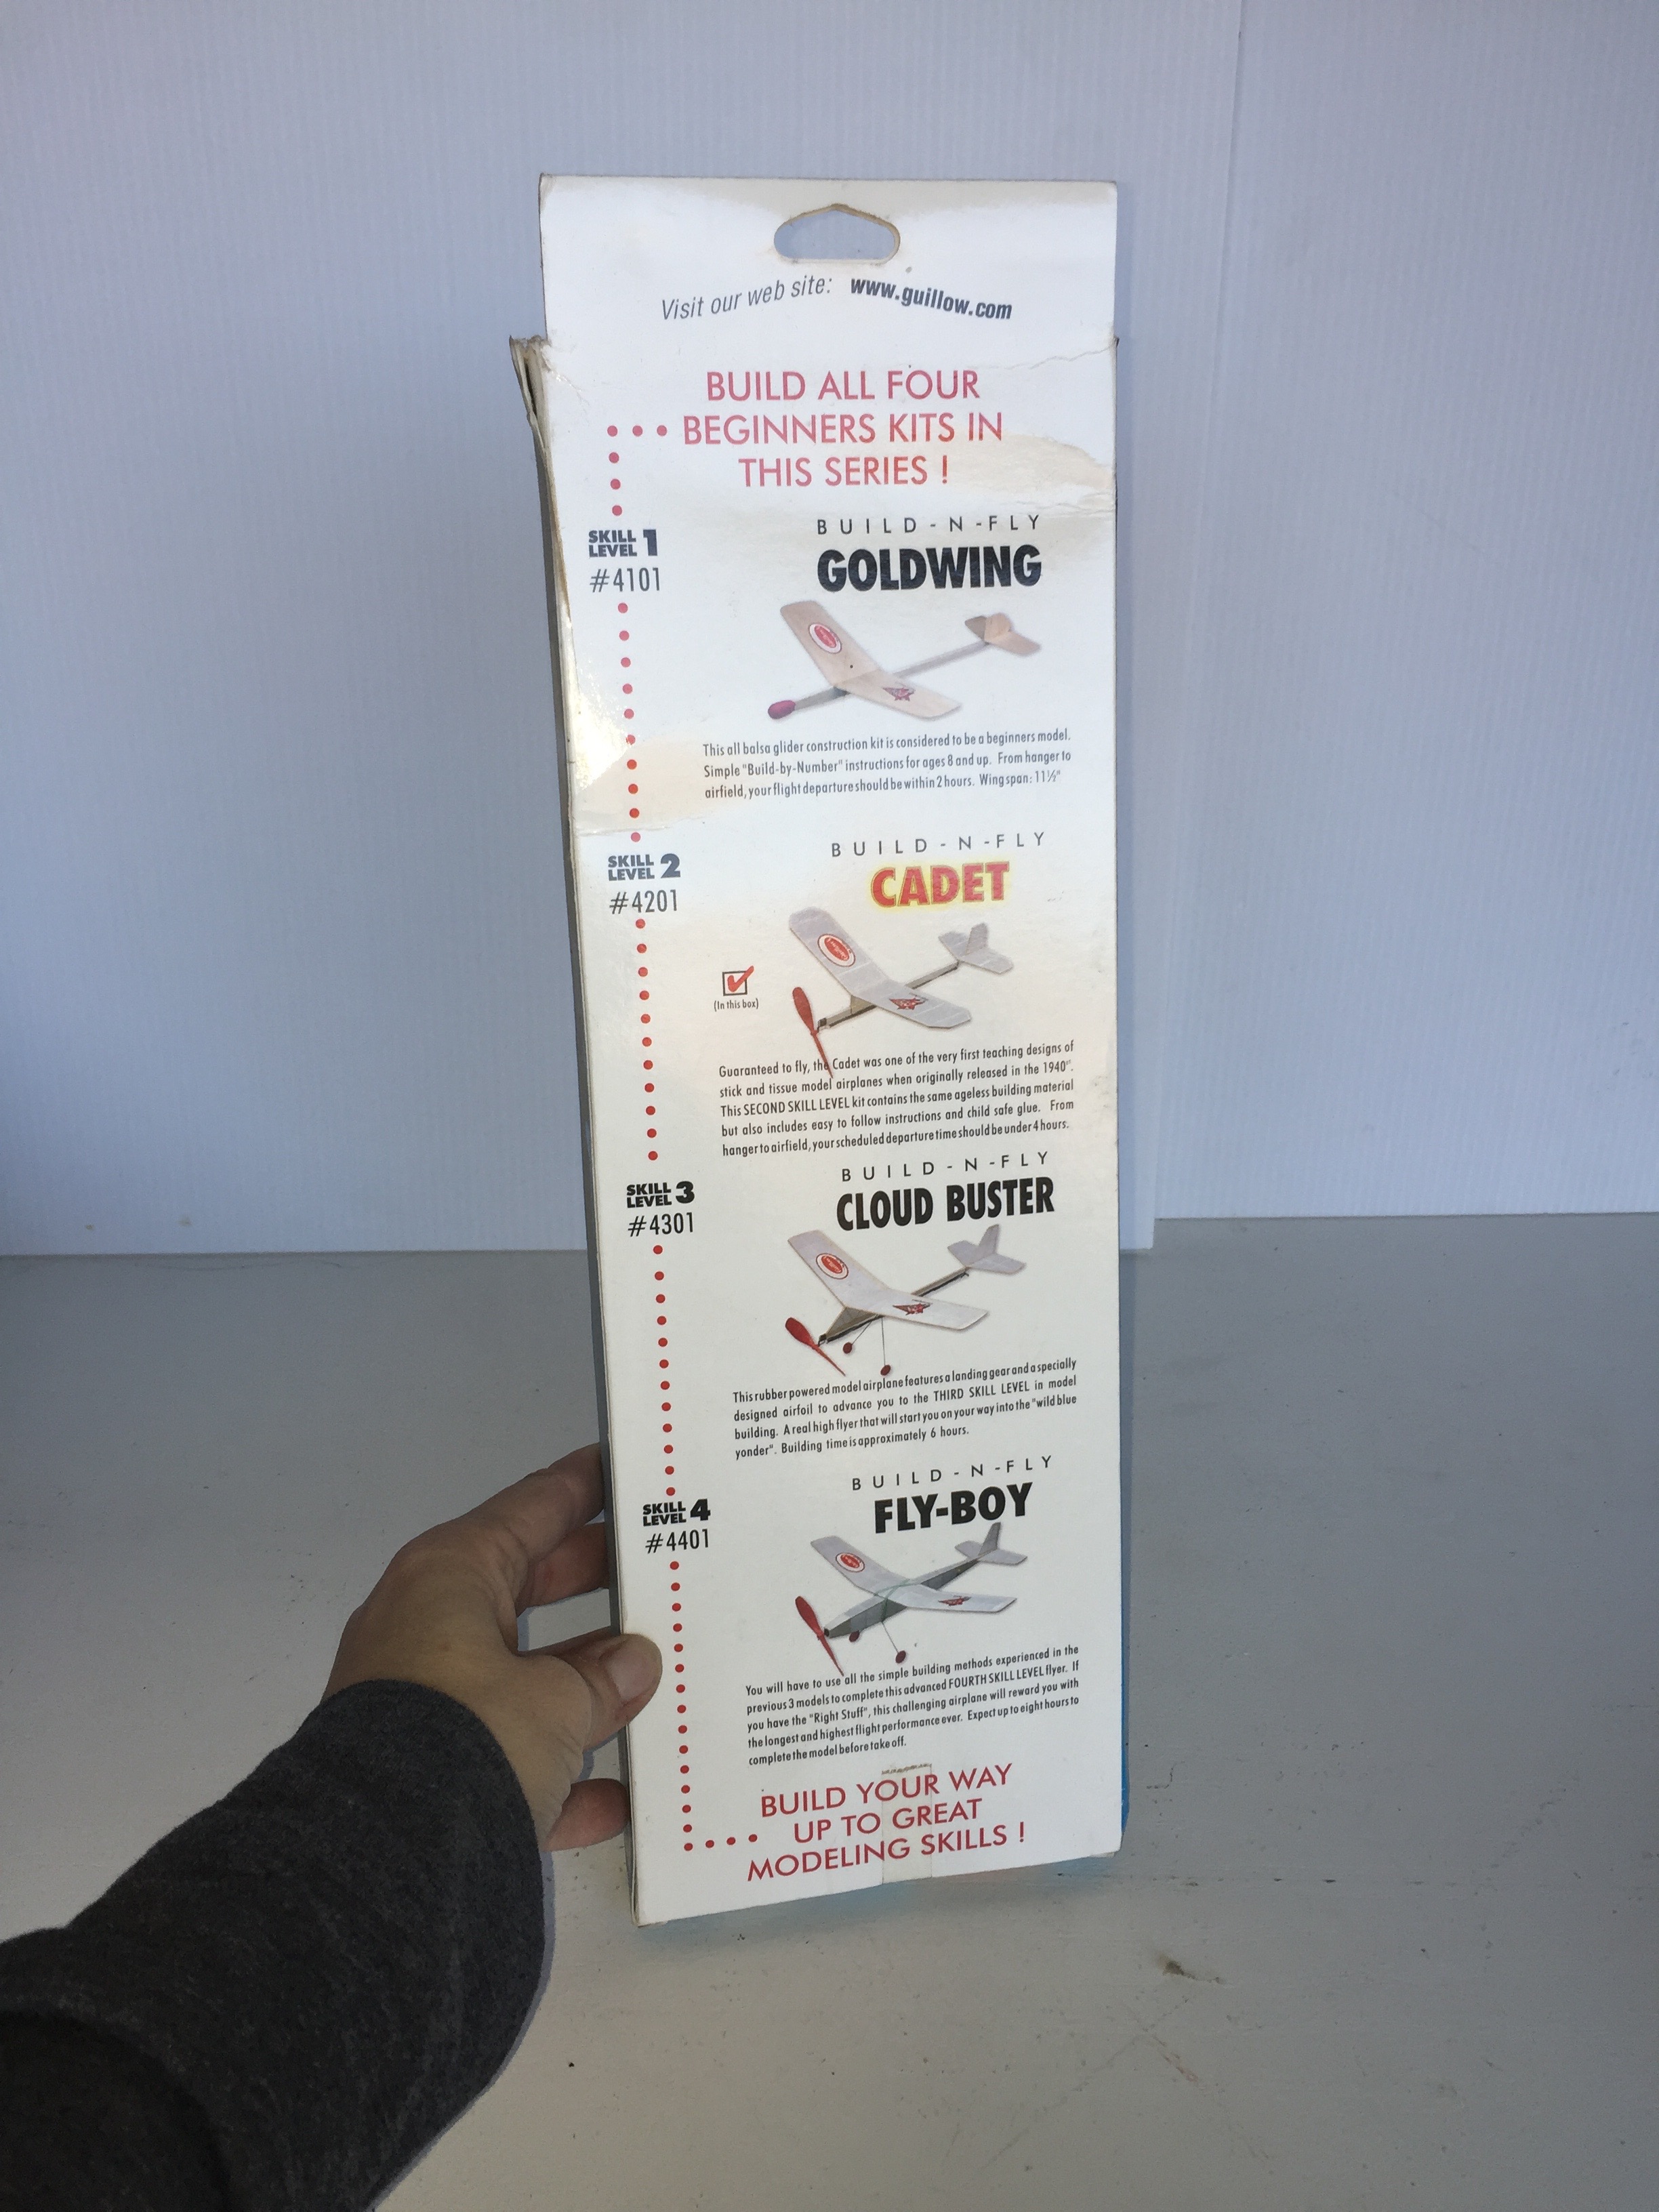 Visit our web site: www.guillow.com
BUILD ALL FOUR
BEGINNERS KITS IN
THIS SERIES !
SKILL
LEVEL 1
#4101
BUILD-N-FLY
GOLDWING
This all balsa glider construction kit is considered to be a beginners model.
Simple "Build-by-Number" instructions for ages 8 and up. From hanger to
airfield, your flight departure should be within 2 hours. Wing span: 11½"
SKILL
LEVEL 2
#4201
BUILD-N-FLY
CADET
(In this box)
Guaranteed to fly, the Cadet was one of the very first teaching designs of
stick and tissue model airplanes when originally released in the 1940's.
This SECOND SKILL LEVEL kit contains the same ageless building material
but also includes easy to follow instructions and child safe glue. From
hanger to airfield, your scheduled departure time should be under 4 hours.
SKILL
LEVEL 3
#4301
BUILD-N-FLY
CLOUD BUSTER
This rubber powered model airplane features a landing gear and a specially
designed airfoil to advance you to the THIRD SKILL LEVEL in model
building. A real high flyer that will start you on your way into the "wild blue
yonder". Building time is approximately 6 hours.
SKILL
LEVEL 4
#4401
BUILD-N-FLY
FLY-BOY
You will have to use all the simple building methods experienced in the
previous 3 models to complete this advanced FOURTH SKILL LEVEL flyer. If
you have the "Right Stuff", this challenging airplane will reward you with
the longest and highest flight performance ever. Expect up to eight hours to
complete the model before take off.
BUILD YOUR WAY
UP TO GREAT
MODELING SKILLS !